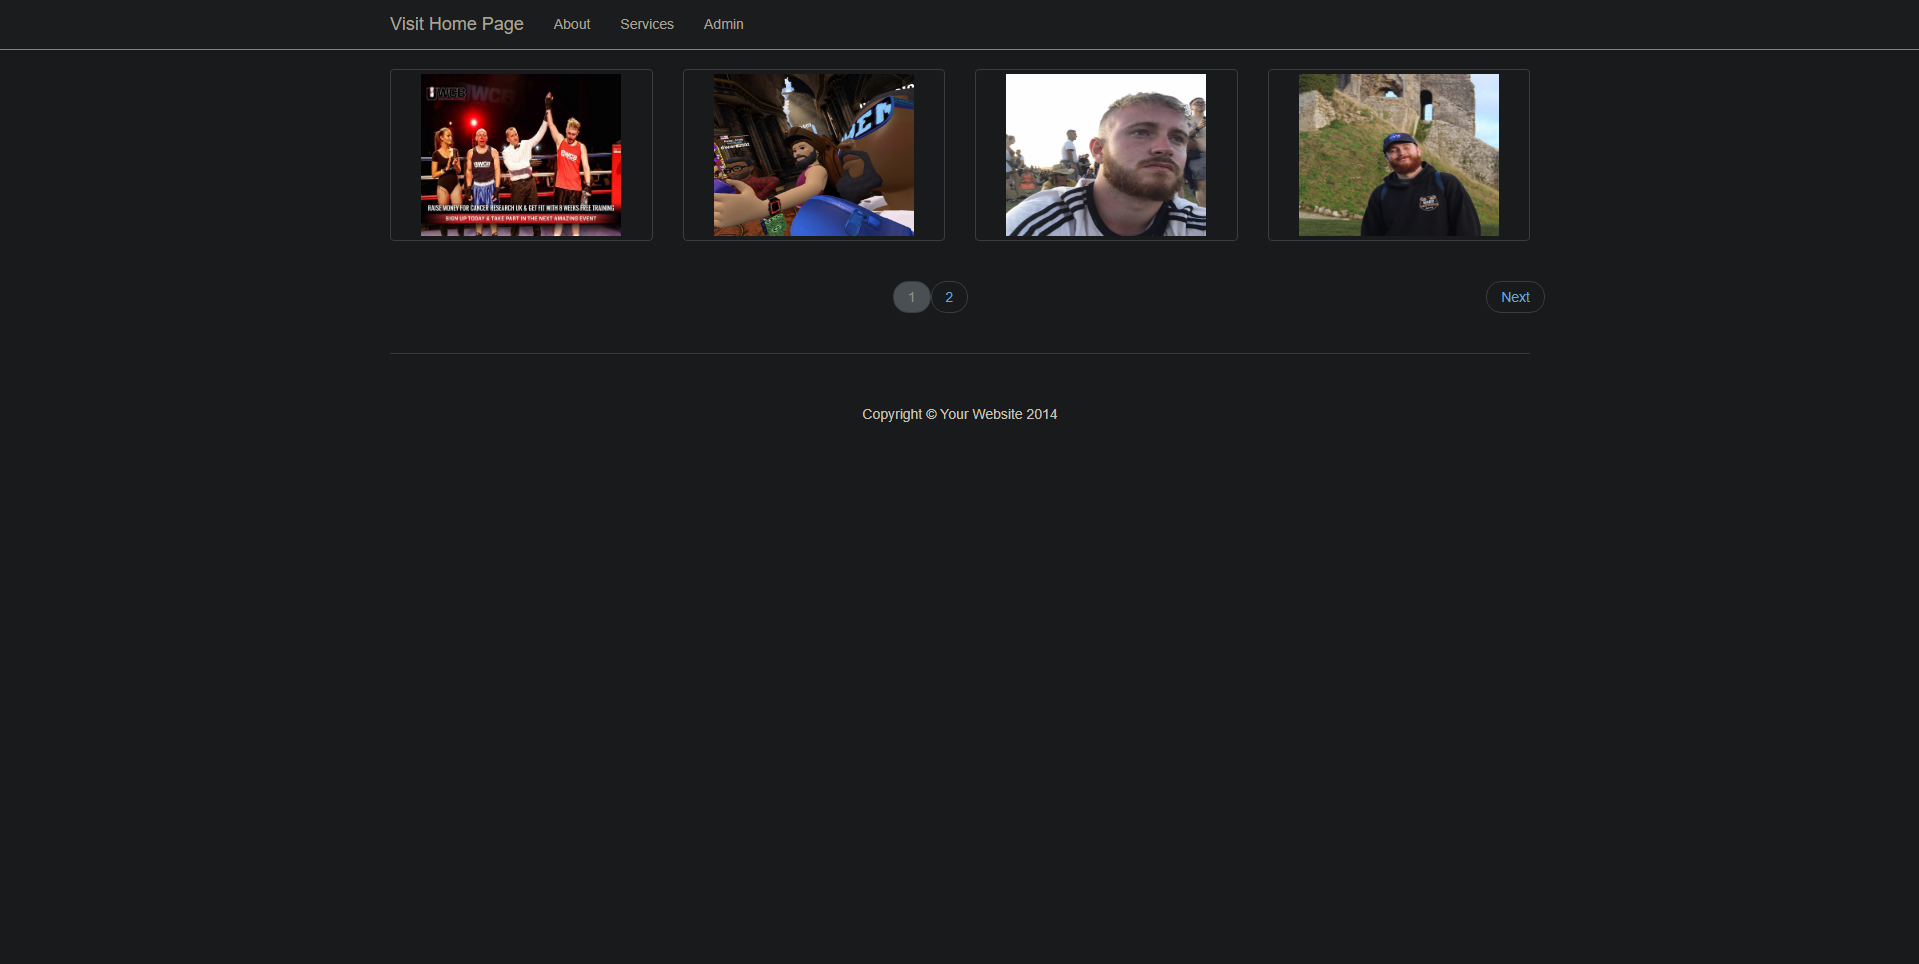 Visit Home Page About Services Admin
WCB
RAISE MONEY FOR CANCER RESEARCH UK & GET FIT WITH 8 WEEKS FREE TRAINING
SIGN UP TODAY & TAKE PART IN THE NEXT AMAZING EVENT
1 2 Next
Copyright © Your Website 2014